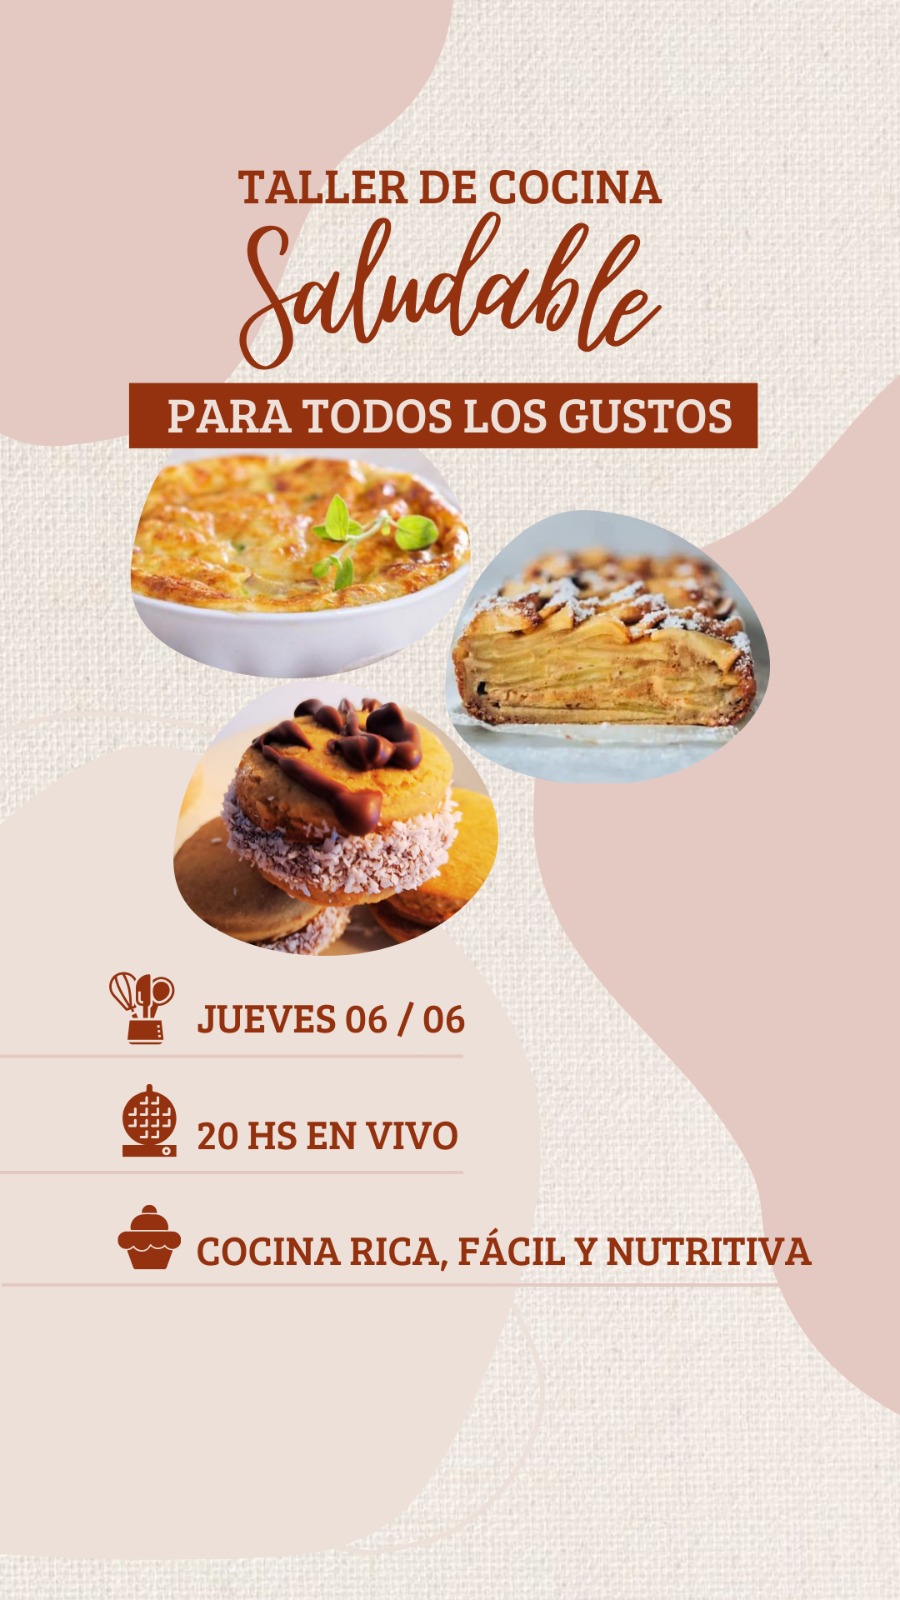 TALLER DE COCINA
Saludable
PARA TODOS LOS GUSTOS
JUEVES 06 / 06
20 HS EN VIVO
COCINA RICA, FÁCIL Y NUTRITIVA